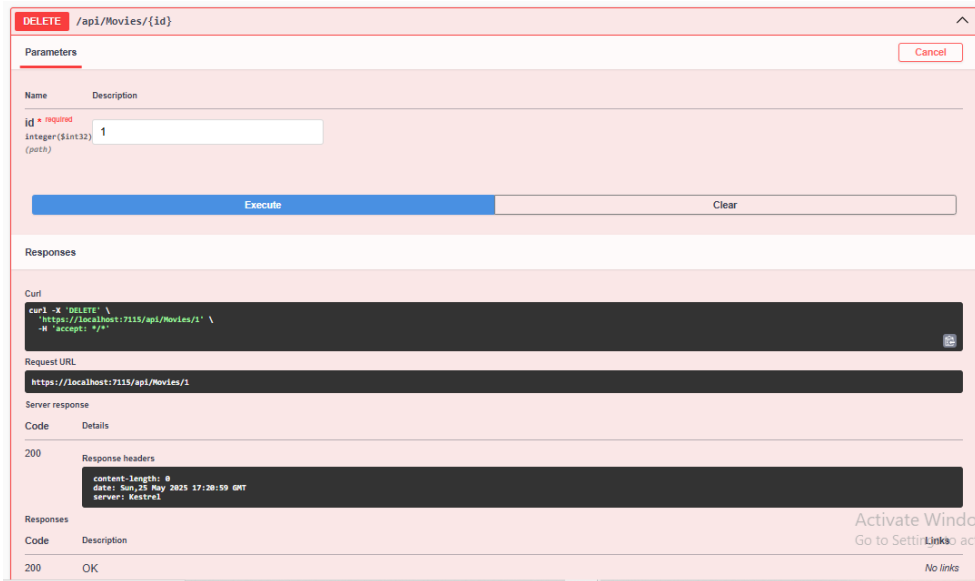 DELETE /api/Movies/{id}
Parameters
Cancel
Name Description
id * required
integer($int32)
(path)
1
Execute Clear
Responses
Curl
curl -X 'DELETE' \
'https://localhost:7115/api/Movies/1' \
-H 'accept: */*'
Request URL
https://localhost:7115/api/Movies/1
Server response
Code Details
200
Response headers
content-length: 0
date: Sun,25 May 2025 17:20:59 GMT
server: Kestrel
Responses
Activate Windo
Code Description Links
Go to Settings to ac
200 OK No links